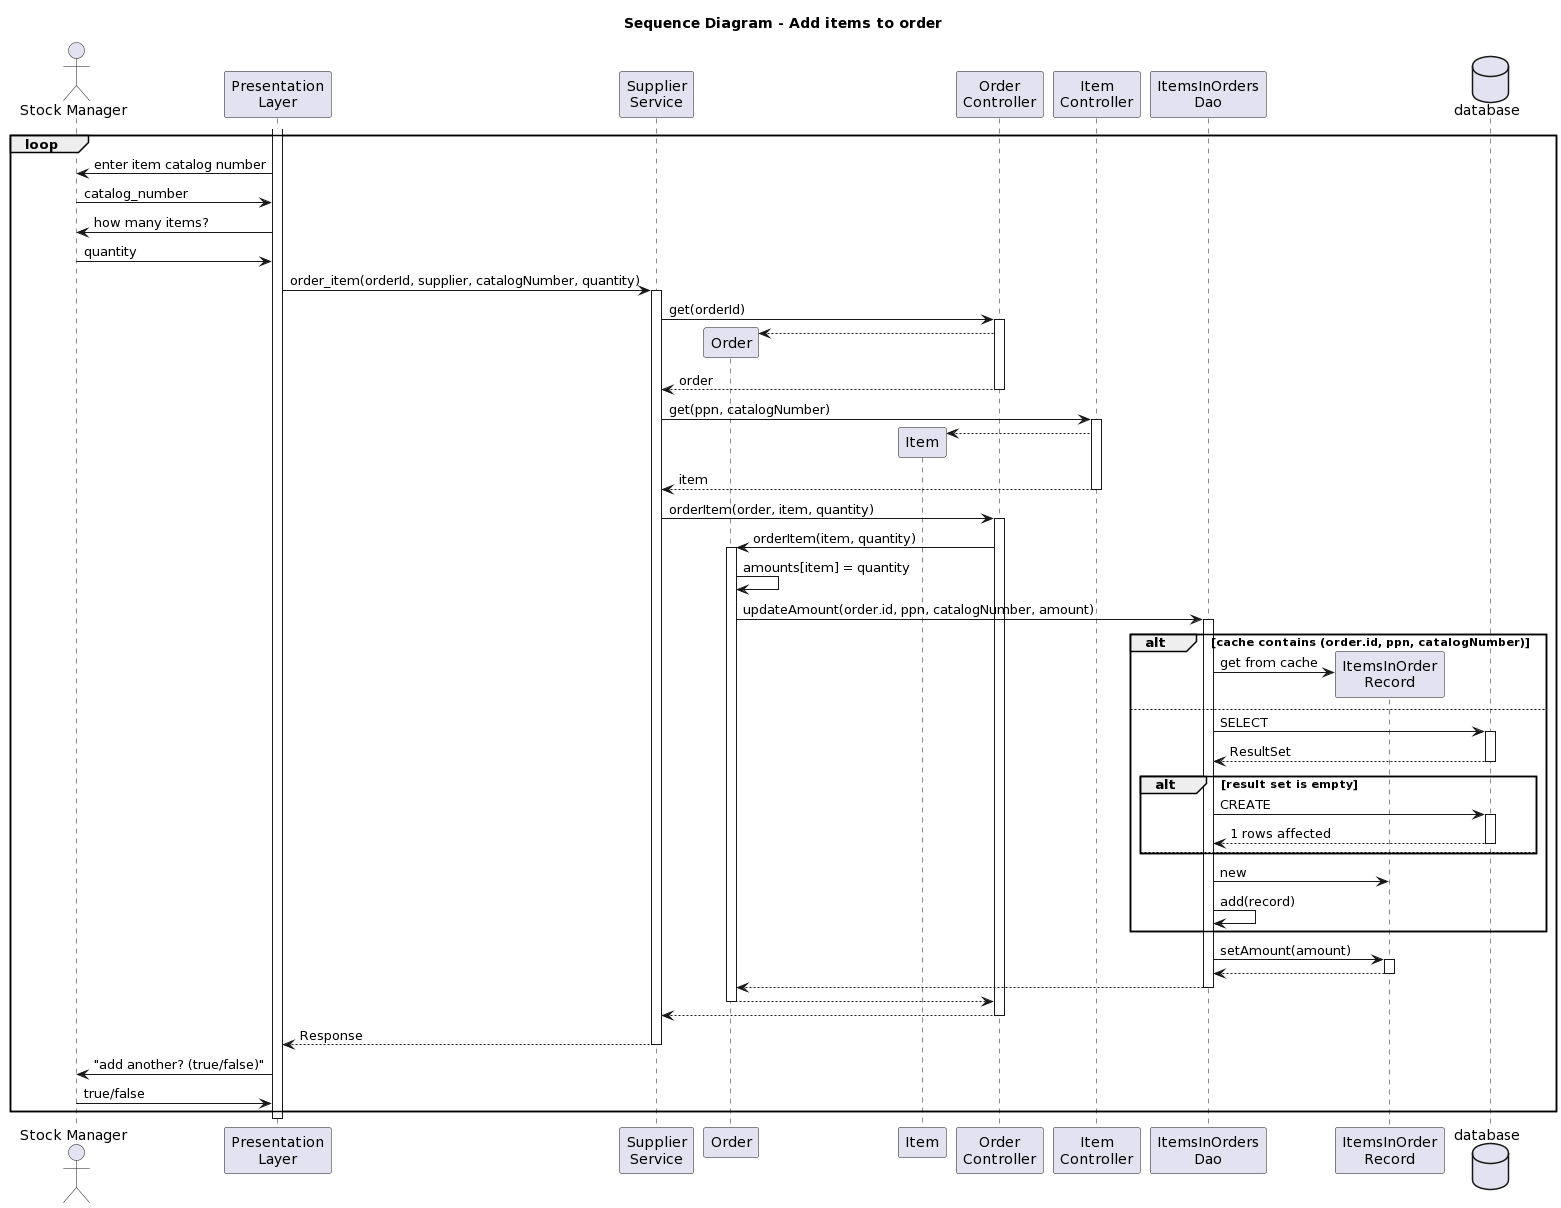 Sequence Diagram - Add items to order
Stock Manager
Presentation
Layer
Supplier
Service
Order
Controller
Item
Controller
ItemsInOrders
Dao
database
loop
enter item catalog number
catalog_number
how many items?
quantity
order_item(orderId, supplier, catalogNumber, quantity)
get(orderId)
Order
order
get(ppn, catalogNumber)
Item
item
orderItem(order, item, quantity)
orderItem(item, quantity)
amounts[item] = quantity
updateAmount(order.id, ppn, catalogNumber, amount)
alt
[cache contains (order.id, ppn, catalogNumber)]
get from cache
ItemsInOrder
Record
SELECT
ResultSet
alt
[result set is empty]
CREATE
1 rows affected
new
add(record)
setAmount(amount)
Response
"add another? (true/false)"
true/false
Stock Manager
Presentation
Layer
Supplier
Service
Order
Item
Order
Controller
Item
Controller
ItemsInOrders
Dao
ItemsInOrder
Record
database